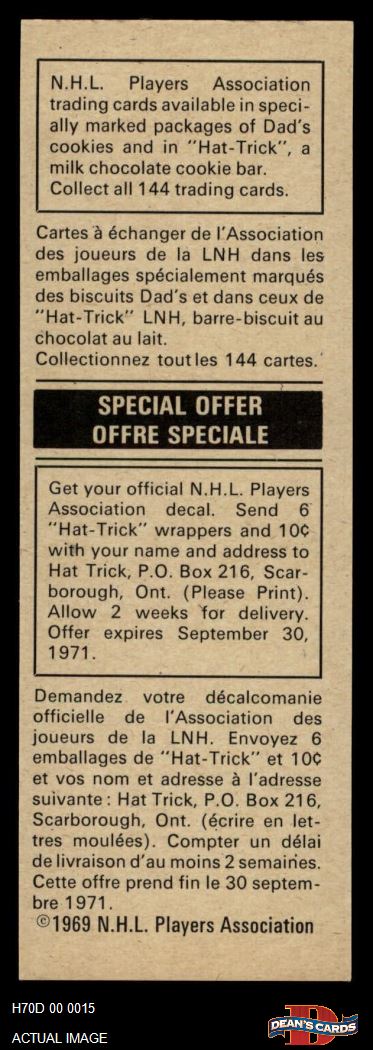 N.H.L. Players Association
trading cards available in speci-
ally marked packages of Dad's
cookies and in "Hat-Trick", a
milk chocolate cookie bar.
Collect all 144 trading cards.
Cartes à échanger de l'Association
des joueurs de la LNH dans les
emballages spécialement marqués
des biscuits Dad's et dans ceux de
"Hat-Trick" LNH, barre-biscuit au
chocolat au lait.
Collectionnez toutles 144 cartes.
SPECIAL OFFER
OFFRE SPECIALE
Get your official N.H.L. Players
Association decal. Send 6
"Hat-Trick" wrappers and 10¢
with your name and address to
Hat Trick, P.O. Box 216, Scar-
borough, Ont. (Please Print).
Allow 2 weeks for delivery.
Offer expires September 30,
1971.
Demandez votre décalcomanie
officielle de l'Association des
joueurs de la LNH. Envoyez 6
emballages de "Hat-Trick" et 10¢
et vos nom et adresse à l'adresse
suivante: Hat Trick, P.O. Box 216,
Scarborough, Ont. (écrire en let-
tres moulées). Compter un délai
de livraison d'au moins 2 semaines.
Cette offre prend fin le 30 septem-
bre 1971.
©1969 N.H.L. Players Association
H70D 00 0015
ACTUAL IMAGE
D
DEAN'S CARDS